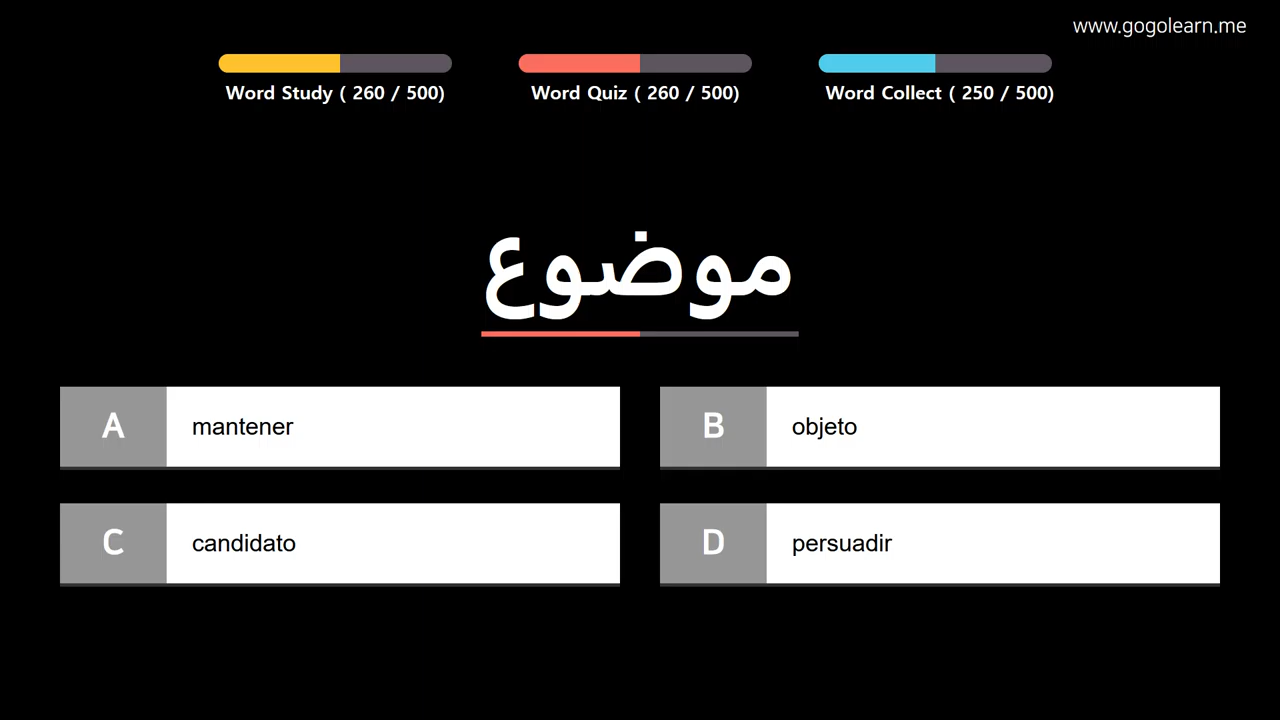 www.gogolearn.me
Word Study ( 260 / 500)
Word Quiz ( 260 / 500)
Word Collect ( 250 / 500)
موضوع
A mantener
B objeto
C candidato
D persuadir